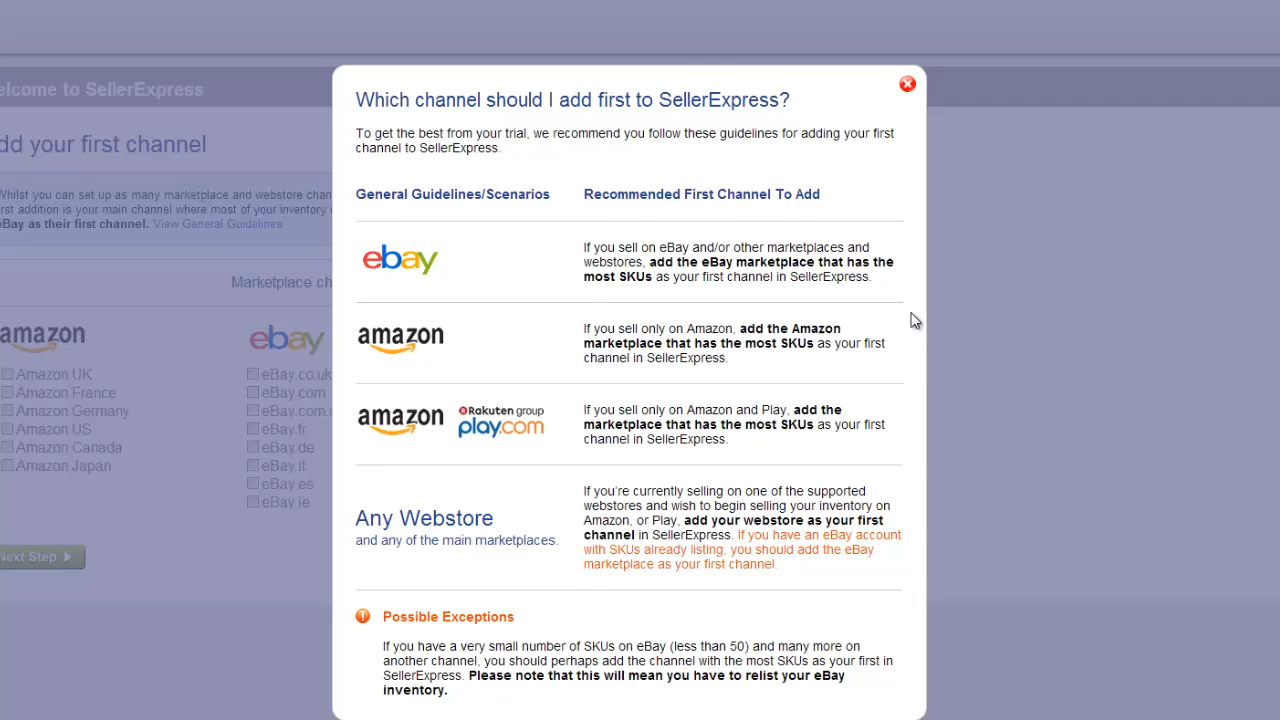 elcome to SellerExpress
dd your first channel
Whilst you can set up as many marketplace and webstore chan
rst addition is your main channel where most of your inventory i
eBay as their first channel. View General Guidelines
Marketplace ch
amazon
Amazon UK
Amazon France
Amazon Germany
Amazon US
Amazon Canada
Amazon Japan
ebay
eBay.co.uk
eBay.com
eBay.com.a
eBay.fr
eBay.de
eBay.it
eBay.es
eBay.ie
Next Step
Which channel should I add first to SellerExpress?
To get the best from your trial, we recommend you follow these guidelines for adding your first
channel to SellerExpress.
General Guidelines/Scenarios
Recommended First Channel To Add
ebay
If you sell on eBay and/or other marketplaces and
webstores, add the eBay marketplace that has the
most SKUs as your first channel in SellerExpress.
amazon
If you sell only on Amazon, add the Amazon
marketplace that has the most SKUs as your first
channel in SellerExpress.
amazon
Rakuten group
play.com
If you sell only on Amazon and Play, add the
marketplace that has the most SKUs as your first
channel in SellerExpress.
Any Webstore
and any of the main marketplaces.
If you're currently selling on one of the supported
webstores and wish to begin selling your inventory on
Amazon, or Play, add your webstore as your first
channel in SellerExpress. If you have an eBay account
with SKUs already listing, you should add the eBay
marketplace as your first channel.
Possible Exceptions
If you have a very small number of SKUs on eBay (less than 50) and many more on
another channel, you should perhaps add the channel with the most SKUs as your first in
SellerExpress. Please note that this will mean you have to relist your eBay
inventory.